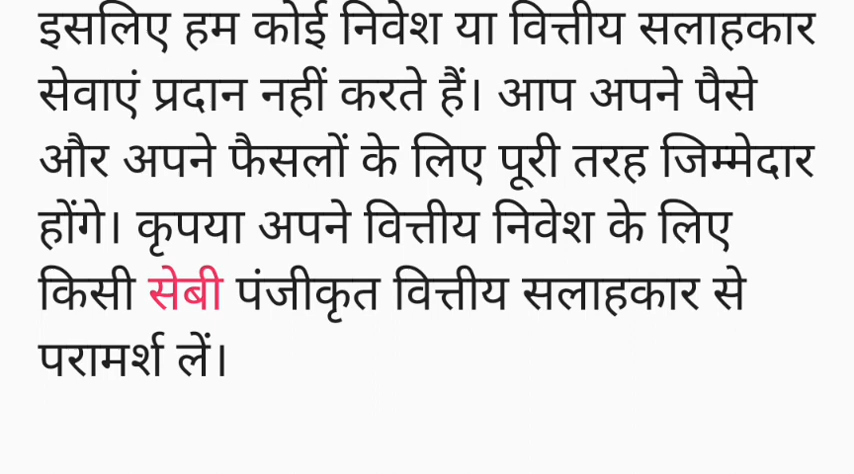 इसलिए हम कोई निवेश या वित्तीय सलाहकार
सेवाएं प्रदान नहीं करते हैं। आप अपने पैसे
और अपने फैसलों के लिए पूरी तरह जिम्मेदार
होंगे। कृपया अपने वित्तीय निवेश के लिए
किसी सेबी पंजीकृत वित्तीय सलाहकार से
परामर्श लें।